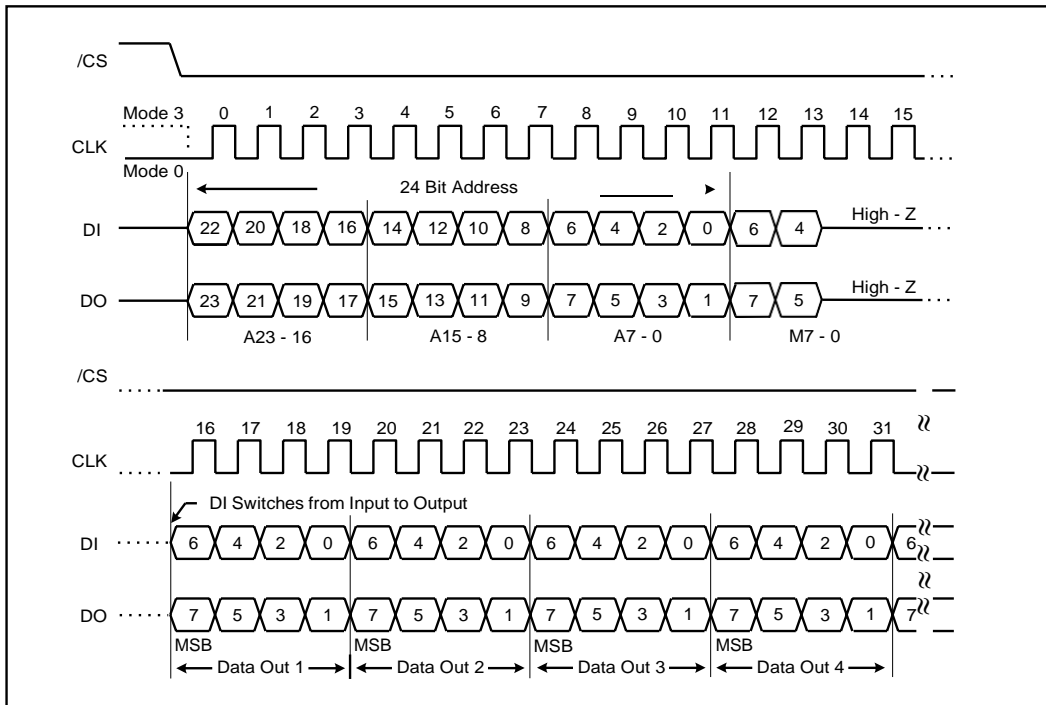 /CS
Mode 3 0 1 2 3 4 5 6 7 8 9 10 11 12 13 14 15
CLK
Mode 0
24 Bit Address
DI 22 20 18 16 14 12 10 8 6 4 2 0 6 4 High - Z
DO 23 21 19 17 15 13 11 9 7 5 3 1 7 5 High - Z
A23 - 16 A15 - 8 A7 - 0 M7 - 0
/CS
16 17 18 19 20 21 22 23 24 25 26 27 28 29 30 31
CLK
DI Switches from Input to Output
DI 6 4 2 0 6 4 2 0 6 4 2 0 6 4 2 0 6
DO 7 5 3 1 7 5 3 1 7 5 3 1 7 5 3 1 7
MSB MSB MSB MSB
Data Out 1 Data Out 2 Data Out 3 Data Out 4